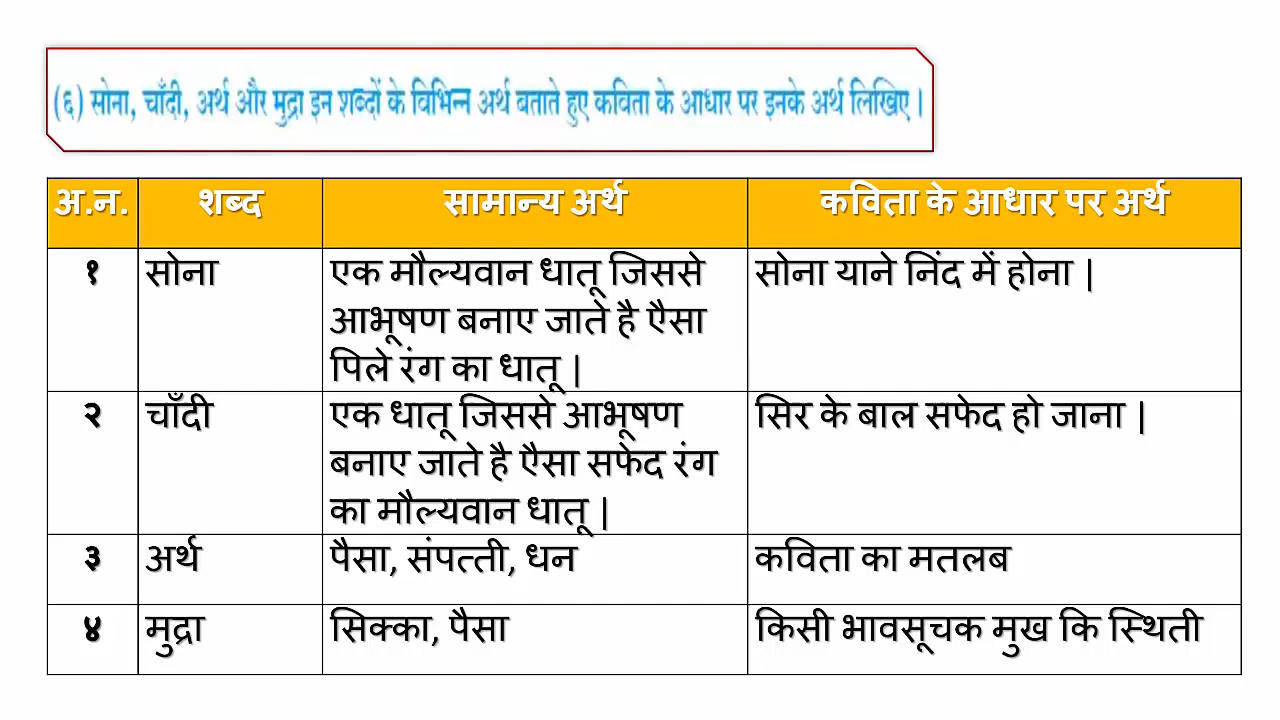 (६) सोना, चाँदी, अर्थ और मुद्रा इन शब्दों के विभिन्न अर्थ बताते हुए कविता के आधार पर इनके अर्थ लिखिए।
अ.न. शब्द सामान्य अर्थ कविता के आधार पर अर्थ
१ सोना एक मौल्यवान धातू जिससे सोना याने निंद में होना |
आभूषण बनाए जाते है एैसा
पिले रंग का धातू |
२ चाँदी एक धातू जिससे आभूषण सिर के बाल सफेद हो जाना |
बनाए जाते है एैसा सफेद रंग
का मौल्यवान धातू |
३ अर्थ पैसा, संपत्ती, धन कविता का मतलब
४ मुद्रा सिक्का, पैसा किसी भावसूचक मुख कि स्थिती